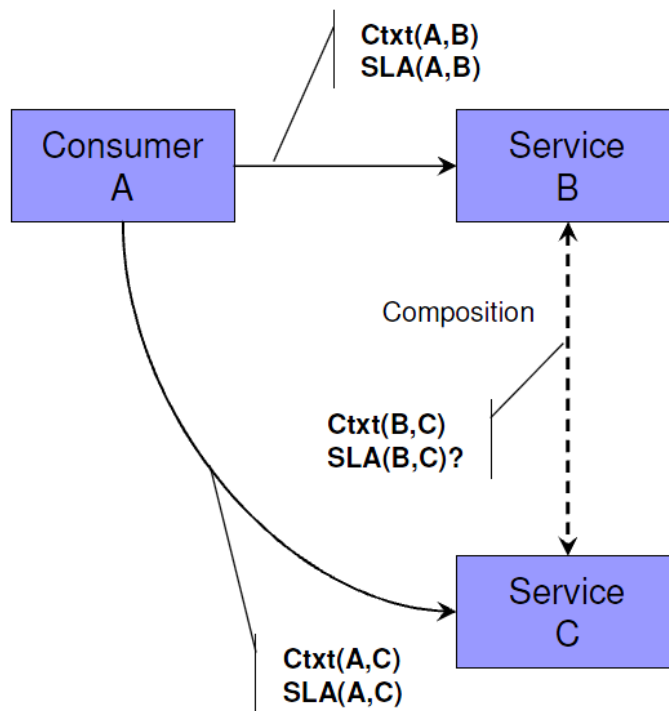 Ctxt(A,B)
SLA(A,B)
Consumer
A
Service
B
Composition
Ctxt(B,C)
SLA(B,C)?
Service
C
Ctxt(A,C)
SLA(A,C)